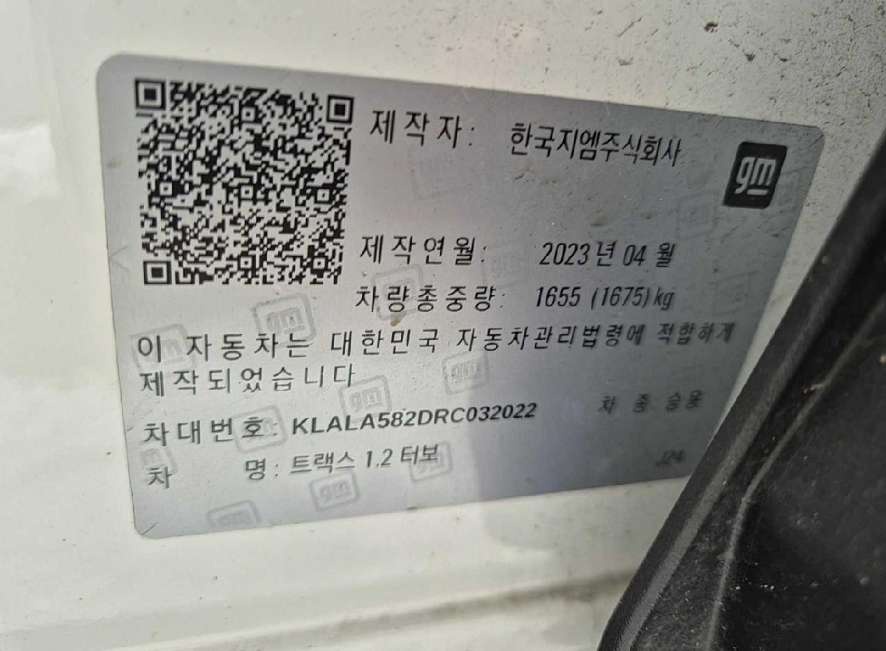 제작자: 한국지엠주식회사
gm
제작연월: 2023년 04월
차량총중량: 1655 (1675)kg
이 자동차는 대한민국 자동차관리법령에 적합하게
제작되었습니다
차대번호: KLALA582DRC032022 차종 승용
차 명: 트랙스 1.2 터보 J24